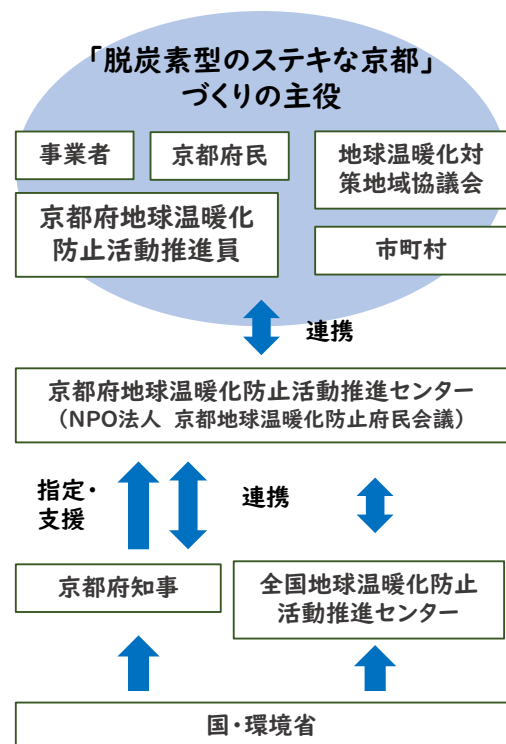 「脱炭素型のステキな京都」
づくりの主役
事業者
京都府民
地球温暖化対
策地域協議会
京都府地球温暖化
防止活動推進員
市町村
連携
京都府地球温暖化防止活動推進センター
(NPO法人 京都地球温暖化防止府民会議)
指定・
支援
連携
京都府知事
全国地球温暖化防止
活動推進センター
国・環境省